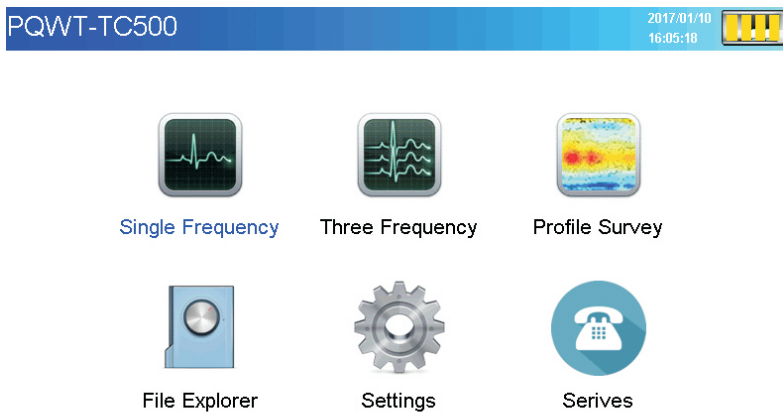 PQWT-TC500
2017/01/10
16:05:18
Single Frequency
Three Frequency
Profile Survey
File Explorer
Settings
Serives